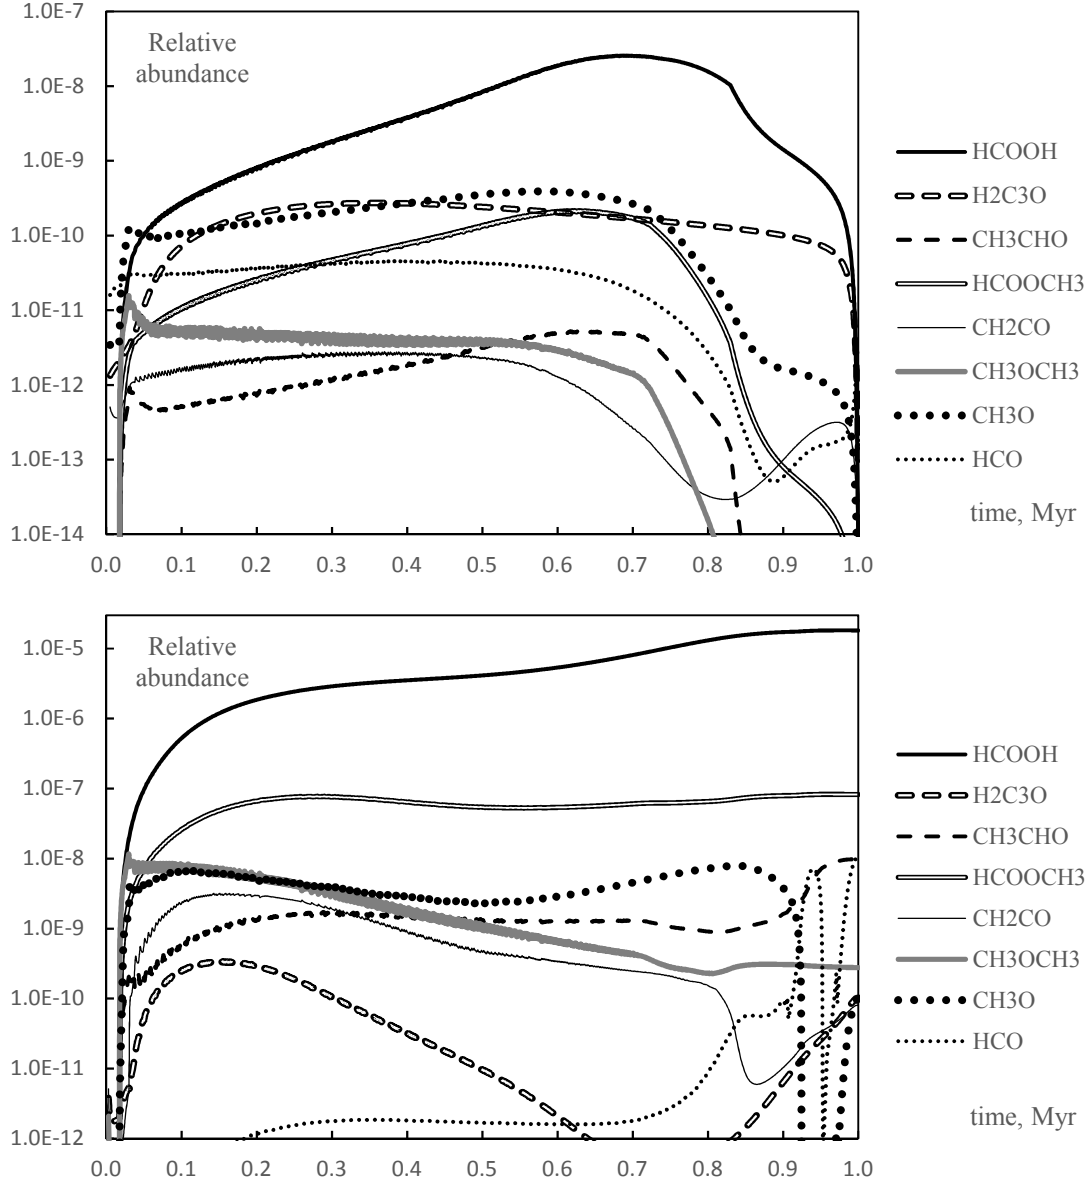 1.0E-7
Relative
abundance
1.0E-8
1.0E-9
1.0E-10
1.0E-11
1.0E-12
1.0E-13
1.0E-14
0.0 0.1 0.2 0.3 0.4 0.5 0.6 0.7 0.8 0.9 1.0
HCOOH
H2C3O
CH3CHO
HCOOCH3
CH2CO
CH3OCH3
CH3O
HCO
time, Myr
Relative
abundance
1.0E-5
1.0E-6
1.0E-7
1.0E-8
1.0E-9
1.0E-10
1.0E-11
1.0E-12
0.0 0.1 0.2 0.3 0.4 0.5 0.6 0.7 0.8 0.9 1.0
HCOOH
H2C3O
CH3CHO
HCOOCH3
CH2CO
CH3OCH3
CH3O
HCO
time, Myr